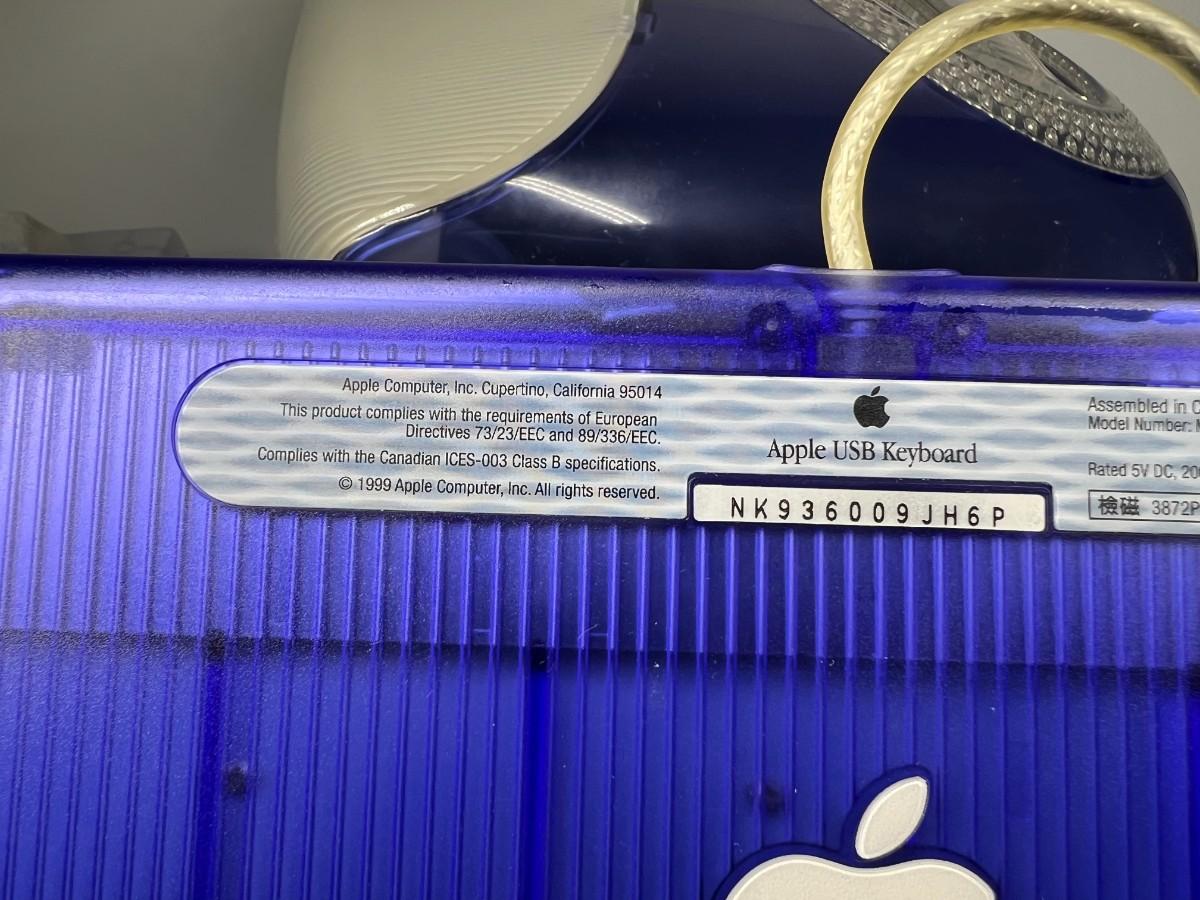 Apple Computer, Inc. Cupertino, California 95014
This product complies with the requirements of European
Directives 73/23/EEC and 89/336/EEC.
Complies with the Canadian ICES-003 Class B specifications.
© 1999 Apple Computer, Inc. All rights reserved.
Apple USB Keyboard
NK936009JH6P
Assembled in
Model Number:
Rated 5V DC,
檢磁 3872